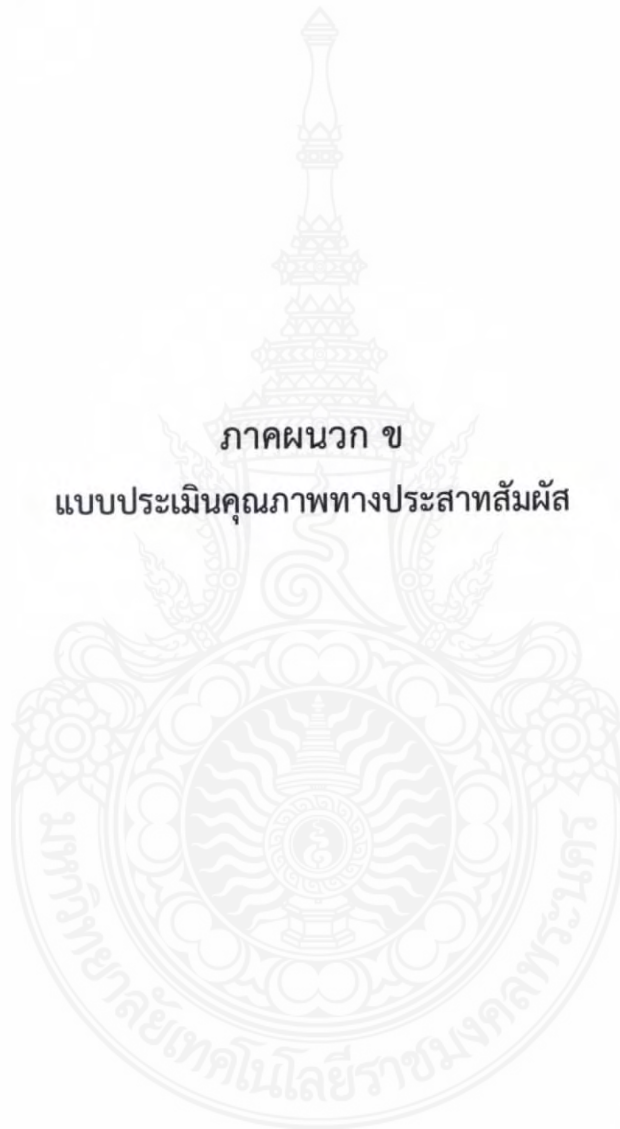 ภาคผนวก ข
แบบประเมินคุณภาพทางประสาทสัมผัส
มหาวิทยาลัยเทคโนโลยีราชมงคลพระนคร